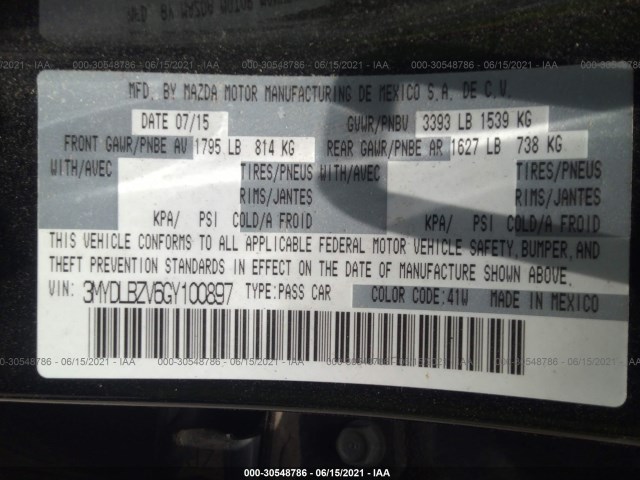 MFD. BY MAZDA MOTOR MANUFACTURING DE MEXICO S.A. DE C.V.
DATE 07/15 GVWR/PNBV 3393 LB 1539 KG
FRONT GAWR/PNBE AV 1795 LB 814 KG REAR GAWR/PNBE AR 1627 LB 738 KG
WITH/AVEC TIRES/PNEUS WITH/AVEC TIRES/PNEUS
RIMS/JANTES RIMS/JANTES
KPA/ PSI COLD/A FROID KPA/ PSI COLD/A FROID
THIS VEHICLE CONFORMS TO ALL APPLICABLE FEDERAL MOTOR VEHICLE SAFETY, BUMPER, AND
THEFT PREVENTION STANDARDS IN EFFECT ON THE DATE OF MANUFACTURE SHOWN ABOVE.
VIN: 3MYDLBZV6GY100897 TYPE:PASS CAR COLOR CODE:41W MADE IN MEXICO
000-30548786 - 06/15/2021 - IAA